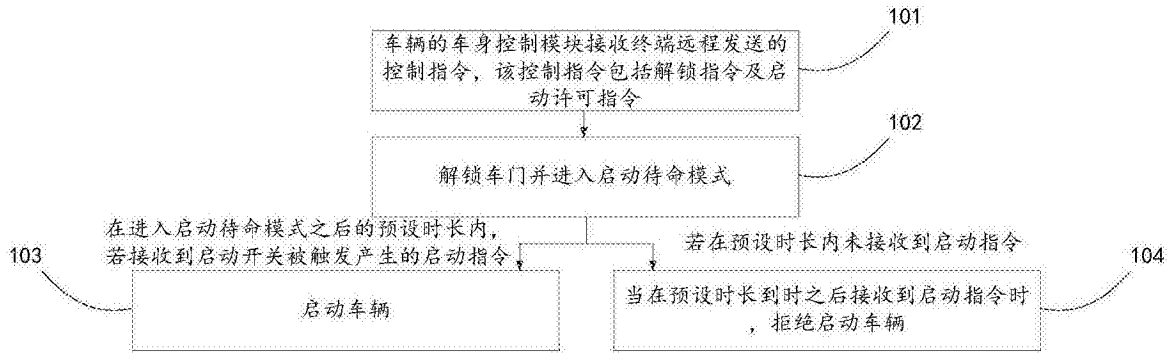 车辆的车身控制模块接收终端远程发送的
控制指令，该控制指令包括解锁指令及启
动许可指令
101
解锁车门并进入启动待命模式
102
在进入启动待命模式之后的预设时长内，
若接收到启动开关被触发产生的启动指令
若在预设时长内未接收到启动指令
103
启动车辆
当在预设时长到时之后接收到启动指令时
，拒绝启动车辆
104